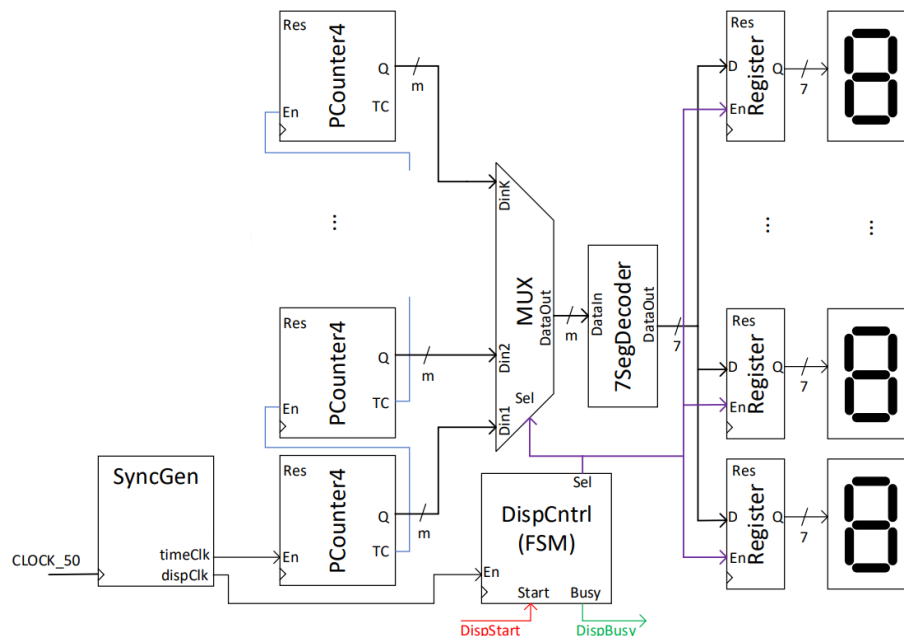 Res
Q
m
TC
En
PCounter4
...
Res
Q
m
TC
En
PCounter4
Res
Q
m
TC
En
PCounter4
SyncGen
timeClk
dispClk
CLOCK_50
DinK
Din2
Din1
MUX
Sel
DataOut
m
DataIn
7SegDecoder
DataOut
7
Sel
DispCntrl
(FSM)
En
Start
Busy
DispStart
DispBusy
Res
D
Q
En
Register
7
...
...
Res
D
Q
En
Register
7
Res
D
Q
En
Register
7